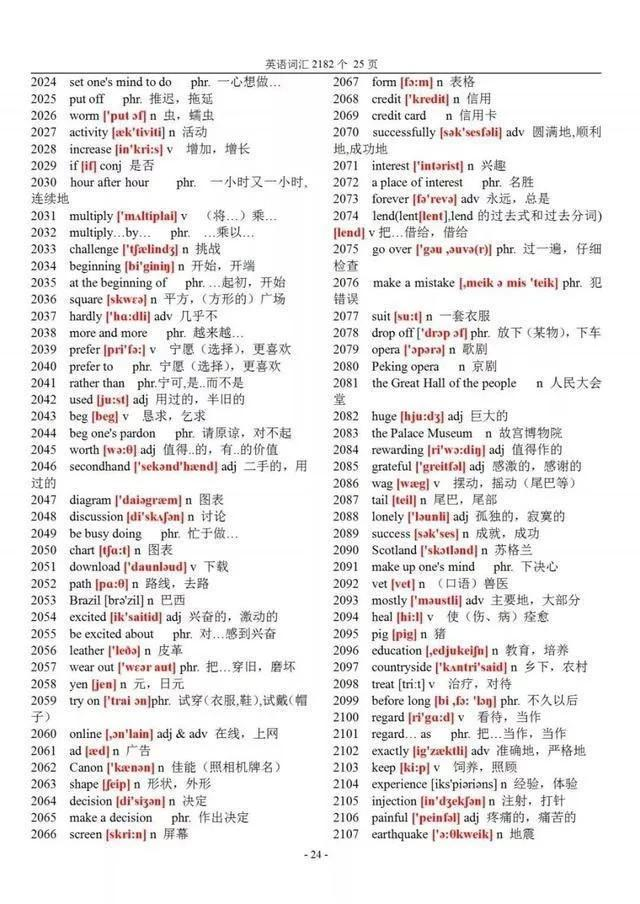 英语词汇 2182 个  25 页
2024 set one's mind to do phr. 一心想做…
2025 put off phr. 推迟，拖延
2026 worm ['put ɔf] n 虫，蠕虫
2027 activity [æk'tiviti] n 活动
2028 increase [in'kri:s] v 增加，增长
2029 if [if] conj 是否
2030 hour after hour phr. 一小时又一小时,
连续地
2031 multiply ['mʌltiplai] v （将…）乘…
2032 multiply…by… phr. …乘以…
2033 challenge ['tʃælindʒ] n 挑战
2034 beginning [bi'giniŋ] n 开始，开端
2035 at the beginning of phr. …起初，开始
2036 square [skwɛə] n 平方，（方形的）广场
2037 hardly ['hɑ:dli] adv 几乎不
2038 more and more phr. 越来越…
2039 prefer [pri'fə:] v 宁愿（选择），更喜欢
2040 prefer to phr. 宁愿（选择），更喜欢
2041 rather than phr.宁可,是..而不是
2042 used [ju:st] adj 用过的，半旧的
2043 beg [beg] v 恳求，乞求
2044 beg one's pardon phr. 请原谅，对不起
2045 worth [wə:θ] adj 值得..的，有..的价值
2046 secondhand ['sekənd'hænd] adj 二手的，用
过的
2047 diagram ['daiəgræm] n 图表
2048 discussion [di'skʌʃən] n 讨论
2049 be busy doing phr. 忙于做…
2050 chart [tʃɑ:t] n 图表
2051 download ['daunləud] v 下载
2052 path [pɑ:θ] n 路线，去路
2053 Brazil [brə'zil] n 巴西
2054 excited [ik'saitid] adj 兴奋的，激动的
2055 be excited about phr. 对…感到兴奋
2056 leather ['leðə] n 皮革
2057 wear out ['wɛər aut] phr. 把…穿旧，磨坏
2058 yen [jen] n 元，日元
2059 try on ['trai ɔn]phr. 试穿(衣服,鞋),试戴(帽
子）
2060 online [ˌɔn'lain] adj & adv 在线，上网
2061 ad [æd] n 广告
2062 Canon ['kænən] n 佳能（照相机牌名）
2063 shape [ʃeip] n 形状，外形
2064 decision [di'siʒən] n 决定
2065 make a decision phr. 作出决定
2066 screen [skri:n] n 屏幕
2067 form [fɔ:m] n 表格
2068 credit ['kredit] n 信用
2069 credit card n 信用卡
2070 successfully [sək'sesfəli] adv 圆满地,顺利
地,成功地
2071 interest ['intərist] n 兴趣
2072 a place of interest phr. 名胜
2073 forever [fə'revə] adv 永远，总是
2074 lend(lent[lent],lend 的过去式和过去分词)
[lend] v 把…借给，借给
2075 go over ['gəu ,əuvə(r)] phr. 过一遍，仔细
检查
2076 make a mistake [,meik ə mis 'teik] phr. 犯
错误
2077 suit [su:t] n 一套衣服
2078 drop off ['drɔp ɔf] phr. 放下（某物），下车
2079 opera ['ɔpərə] n 歌剧
2080 Peking opera n 京剧
2081 the Great Hall of the people n 人民大会
堂
2082 huge [hju:dʒ] adj 巨大的
2083 the Palace Museum n 故宫博物院
2084 rewarding [ri'wɔ:diŋ] adj 值得作的
2085 grateful ['greitfəl] adj 感激的，感谢的
2086 wag [wæg] v 摆动，摇动（尾巴等）
2087 tail [teil] n 尾巴，尾部
2088 lonely ['ləunli] adj 孤独的，寂寞的
2089 success [sək'ses] n 成就，成功
2090 Scotland ['skɔtlənd] n 苏格兰
2091 make up one's mind phr. 下决心
2092 vet [vet] n （口语）兽医
2093 mostly ['məustli] adv 主要地，大部分
2094 heal [hi:l] v 使（伤、病）痊愈
2095 pig [pig] n 猪
2096 education [,edjukeiʃn] n 教育，培养
2097 countryside ['kʌntri'said] n 乡下，农村
2098 treat [tri:t] v 治疗，对待
2099 before long [bi ,fɔ: 'lɔŋ] phr. 不久以后
2100 regard [ri'gɑ:d] v 看待，当作
2101 regard… as phr. 把…当作，当作
2102 exactly [ig'zæktli] adv 准确地，严格地
2103 keep [ki:p] v 饲养，照顾
2104 experience [iks'piəriəns] n 经验，体验
2105 injection [in'dʒekʃən] n 注射，打针
2106 painful ['peinfəl] adj 疼痛的，痛苦的
2107 earthquake ['ə:θkweik] n 地震
- 24 -